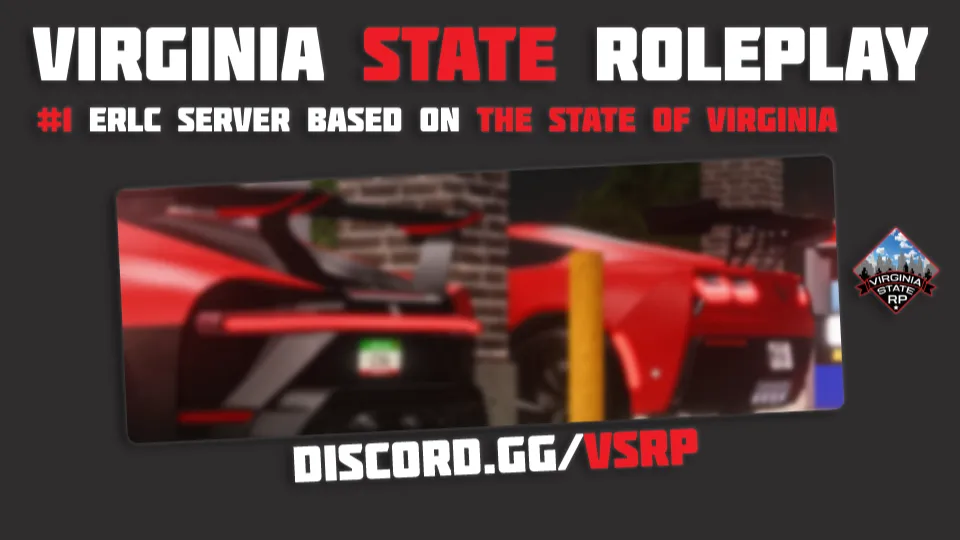 VIRGINIA STATE ROLEPLAY
#1 ERLC SERVER BASED ON THE STATE OF VIRGINIA
VIRGINIA
STATE
RP
DISCORD.GG/VSRP